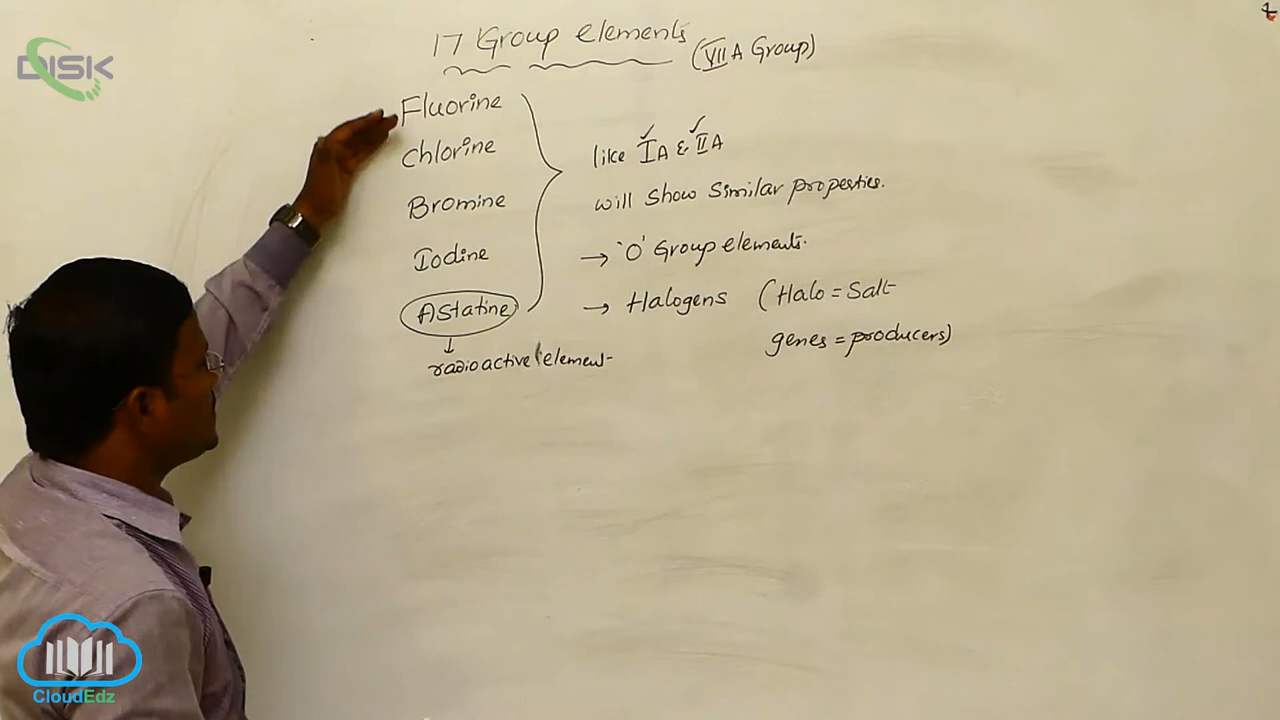 DISK
17 Group elements (VII A Group)
Fluorine
Chlorine
Bromine
Iodine
Astatine
radioactive element
like IA & IIA
will show similar properties.
→ 'O' Group elements.
→ Halogens (Halo = Salt
genes = producers)
CloudEdz